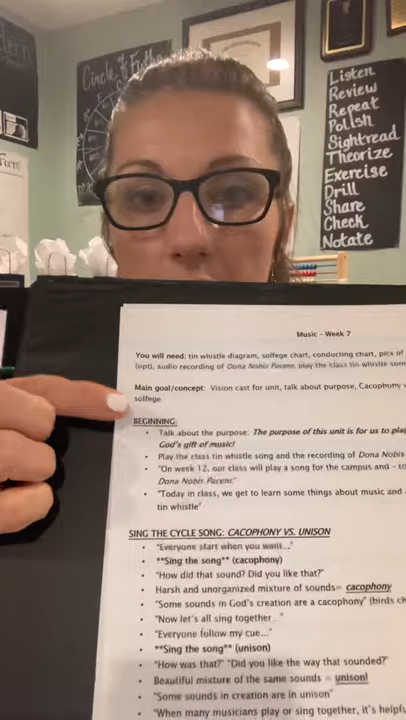 Circle of Fifths
Listen
Review
Repeat
Polish
Sightread
Theorize
Exercise
Drill
Share
Check
Notate
Music - Week 7
You will need: tin whistle diagram, solfege chart, conducting chart, pics of
(opt), audio recording of Dona Nobis Pacem, play the class tin whistle
Main goal/concept: Vision cast for unit, talk about purpose, Cacophony
solfege
BEGINNING:
• Talk about the purpose: The purpose of this unit is for us to
God's gift of music!
• Play the class tin whistle song and the recording of Dona Nobis
• "On week 12, our class will play a song for the campus and - to
Dona Nobis Pacem."
• "Today in class, we get to learn some things about music and
tin whistle"
SING THE CYCLE SONG: CACOPHONY VS. UNISON
• "Everyone start when you want..."
• **Sing the song** (cacophony)
• "How did that sound? Did you like that?"
• Harsh and unorganized mixture of sounds= cacophony
• "Some sounds in God's creation are a cacophony" (birds
• "Now let's all sing together..."
• "Everyone follow my cue..."
• **Sing the song** (unison)
• "How was that?" "Did you like the way that sounded?"
• Beautiful mixture of the same sounds = unison!
• "Some sounds in creation are in unison"
• "When many musicians play or sing together, it's